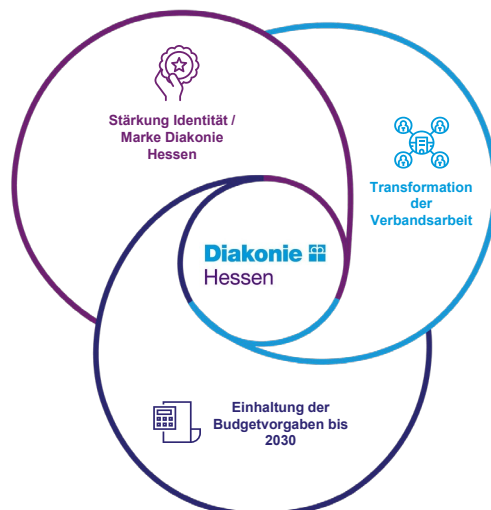 Stärkung Identität /
Marke Diakonie
Hessen
Transformation
der
Verbandsarbeit
Diakonie
Hessen
Einhaltung der
Budgetvorgaben bis
2030